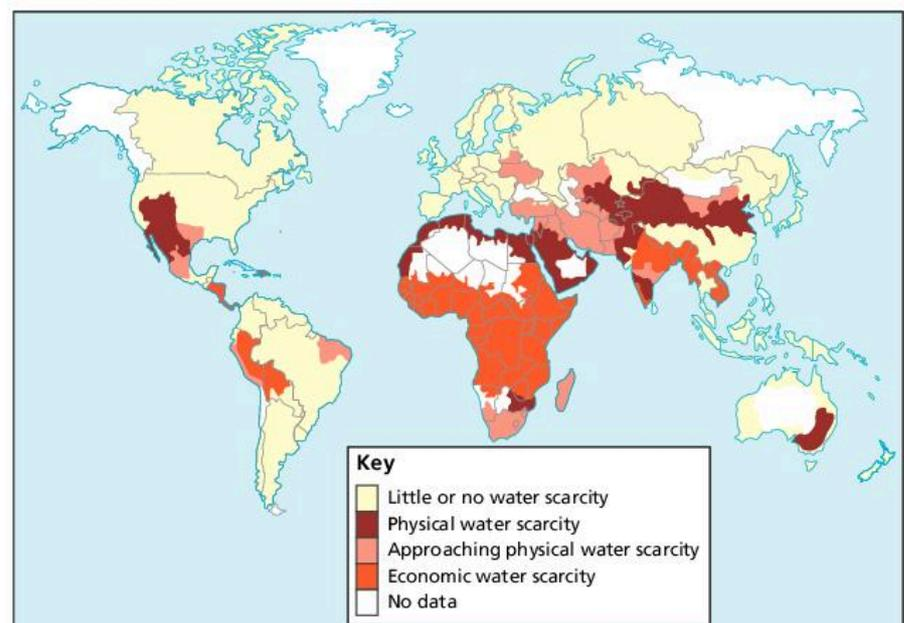 Key
Little or no water scarcity
Physical water scarcity
Approaching physical water scarcity
Economic water scarcity
No data